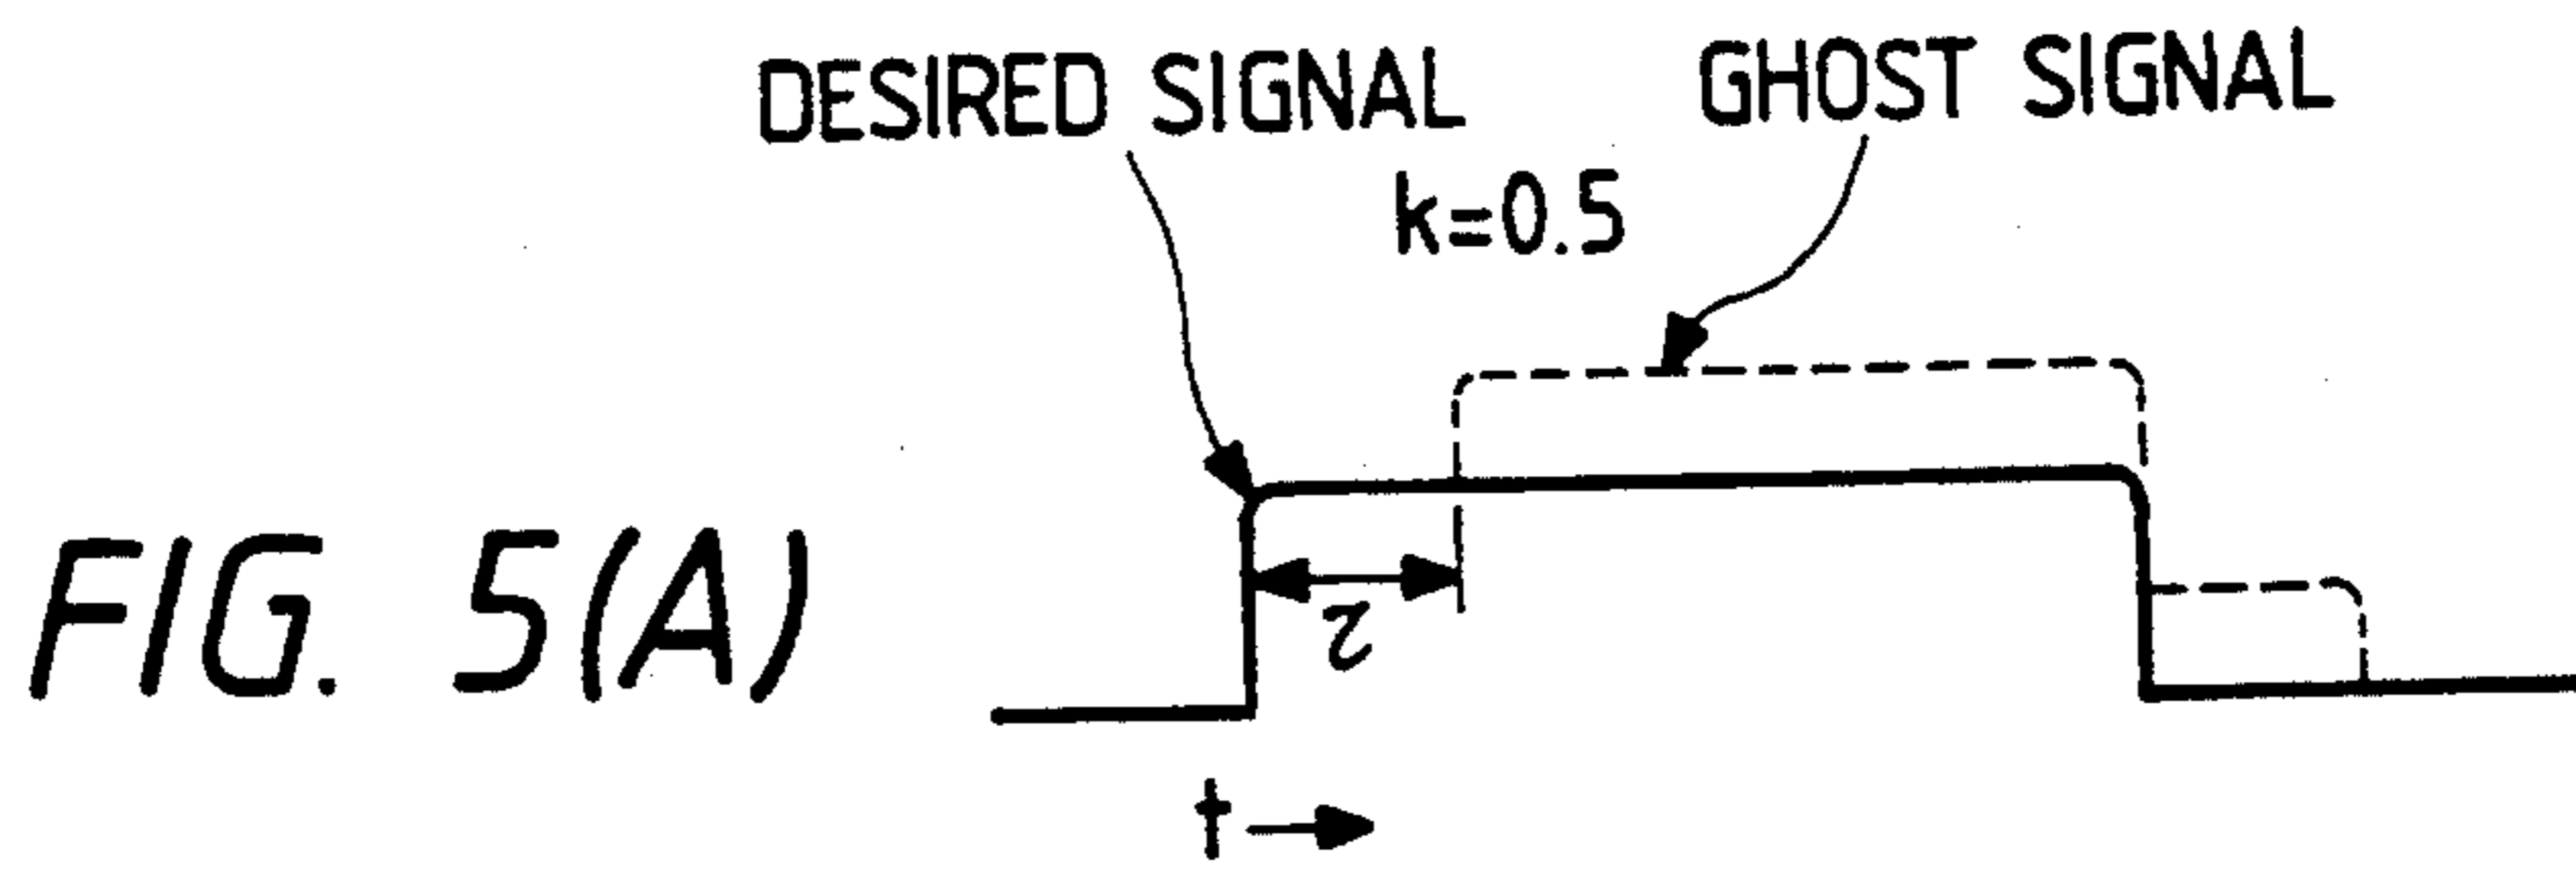 DESIRED SIGNAL
GHOST SIGNAL
k=0.5
τ
FIG. 5(A)
t